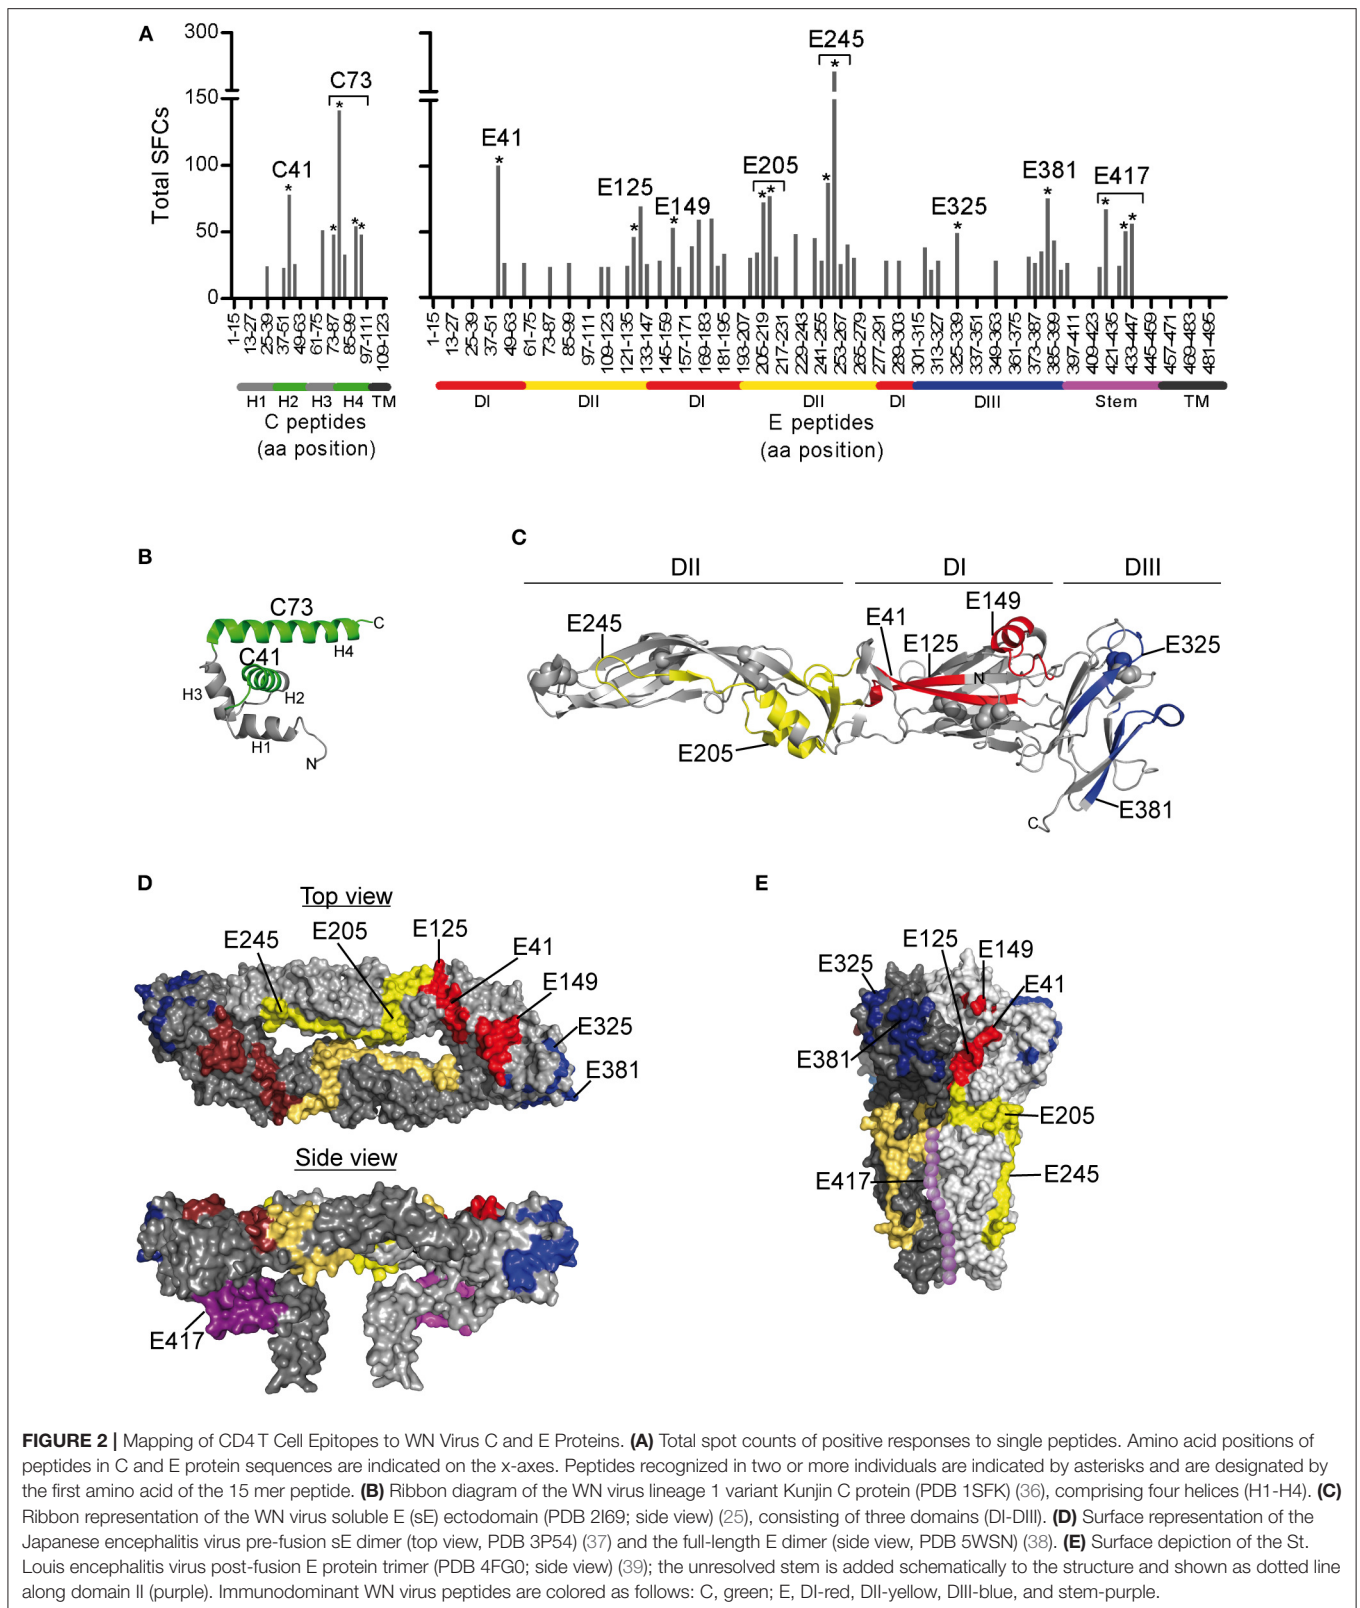 A
300
150
100
50
0
Total SFCs
C41
C73
*
*
*
*
*
1-15
13-27
25-39
37-51
49-63
61-75
73-87
85-99
97-111
109-123
H1 H2 H3 H4 TM
C peptides
(aa position)
E41
E125
E149
E205
E245
E325
E381
E417
*
*
*
*
*
*
*
*
*
*
*
*
1-15
13-27
25-39
37-51
49-63
61-75
73-87
85-99
97-111
109-123
121-135
133-147
145-159
157-171
169-183
181-195
193-207
205-219
217-231
229-243
241-255
253-267
265-279
277-291
289-303
301-315
313-327
325-339
337-351
349-363
361-375
373-387
385-399
397-411
409-423
421-435
433-447
445-459
457-471
469-483
481-495
DI DII DI DII DI DIII Stem TM
E peptides
(aa position)
B
C73
C
H4
C41
H3
H2
H1
N
C
DII DI DIII
E245
E41
E125
E149
N
E325
E205
E381
C
D
Top view
E245
E205
E125
E41
E149
E325
E381
Side view
E417
E
E125
E149
E325
E41
E381
E205
E417
E245
FIGURE 2 | Mapping of CD4 T Cell Epitopes to WN Virus C and E Proteins. (A) Total spot counts of positive responses to single peptides. Amino acid positions of
peptides in C and E protein sequences are indicated on the x-axes. Peptides recognized in two or more individuals are indicated by asterisks and are designated by
the first amino acid of the 15 mer peptide. (B) Ribbon diagram of the WN virus lineage 1 variant Kunjin C protein (PDB 1SFK) (36), comprising four helices (H1-H4). (C)
Ribbon representation of the WN virus soluble E (sE) ectodomain (PDB 2I69; side view) (25), consisting of three domains (DI-DIII). (D) Surface representation of the
Japanese encephalitis virus pre-fusion sE dimer (top view, PDB 3P54) (37) and the full-length E dimer (side view, PDB 5WSN) (38). (E) Surface depiction of the St.
Louis encephalitis virus post-fusion E protein trimer (PDB 4FG0; side view) (39); the unresolved stem is added schematically to the structure and shown as dotted line
along domain II (purple). Immunodominant WN virus peptides are colored as follows: C, green; E, DI-red, DII-yellow, DIII-blue, and stem-purple.